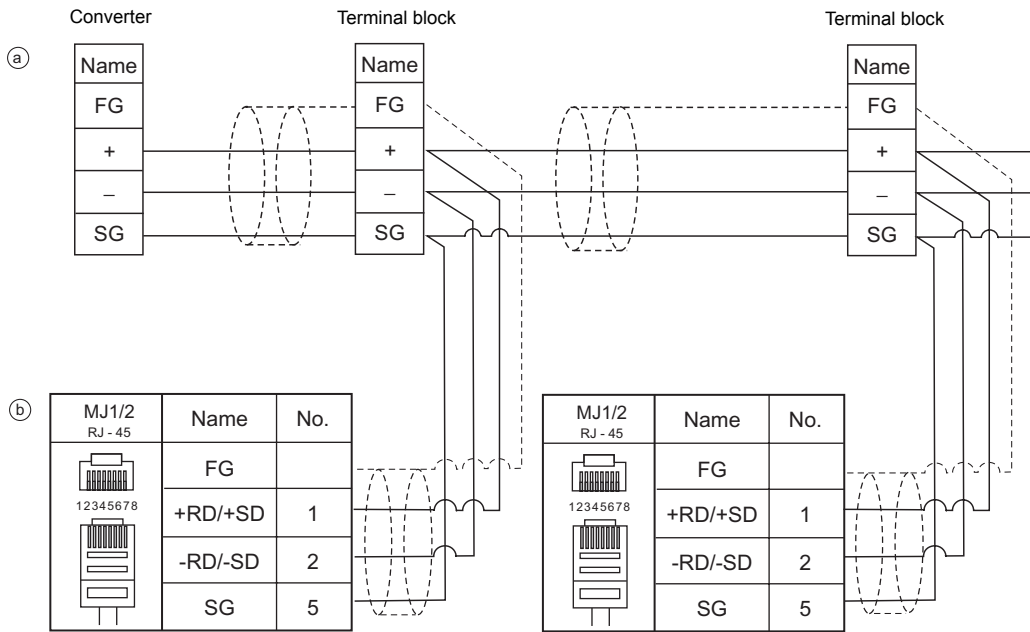 Converter Terminal block Terminal block
ⓐ
Name Name Name
FG FG FG
+ + +
– – –
SG SG SG
ⓑ
MJ1/2 Name No. MJ1/2 Name No.
RJ - 45 RJ - 45
FG FG
12345678 +RD/+SD 1 12345678 +RD/+SD 1
-RD/-SD 2 -RD/-SD 2
SG 5 SG 5